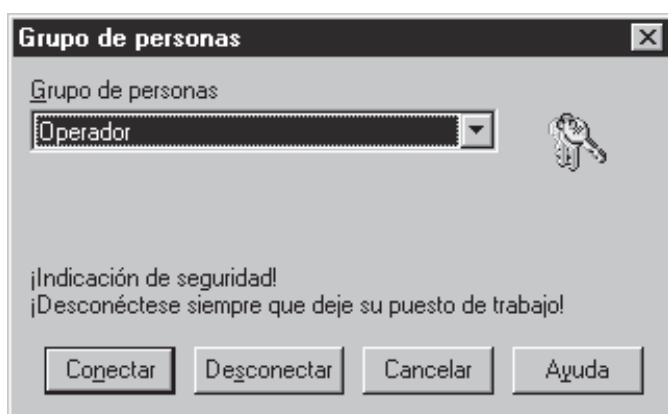 Grupo de personas
Grupo de personas
Operador
¡Indicación de seguridad!
¡Desconéctese siempre que deje su puesto de trabajo!
Conectar Desconectar Cancelar Ayuda